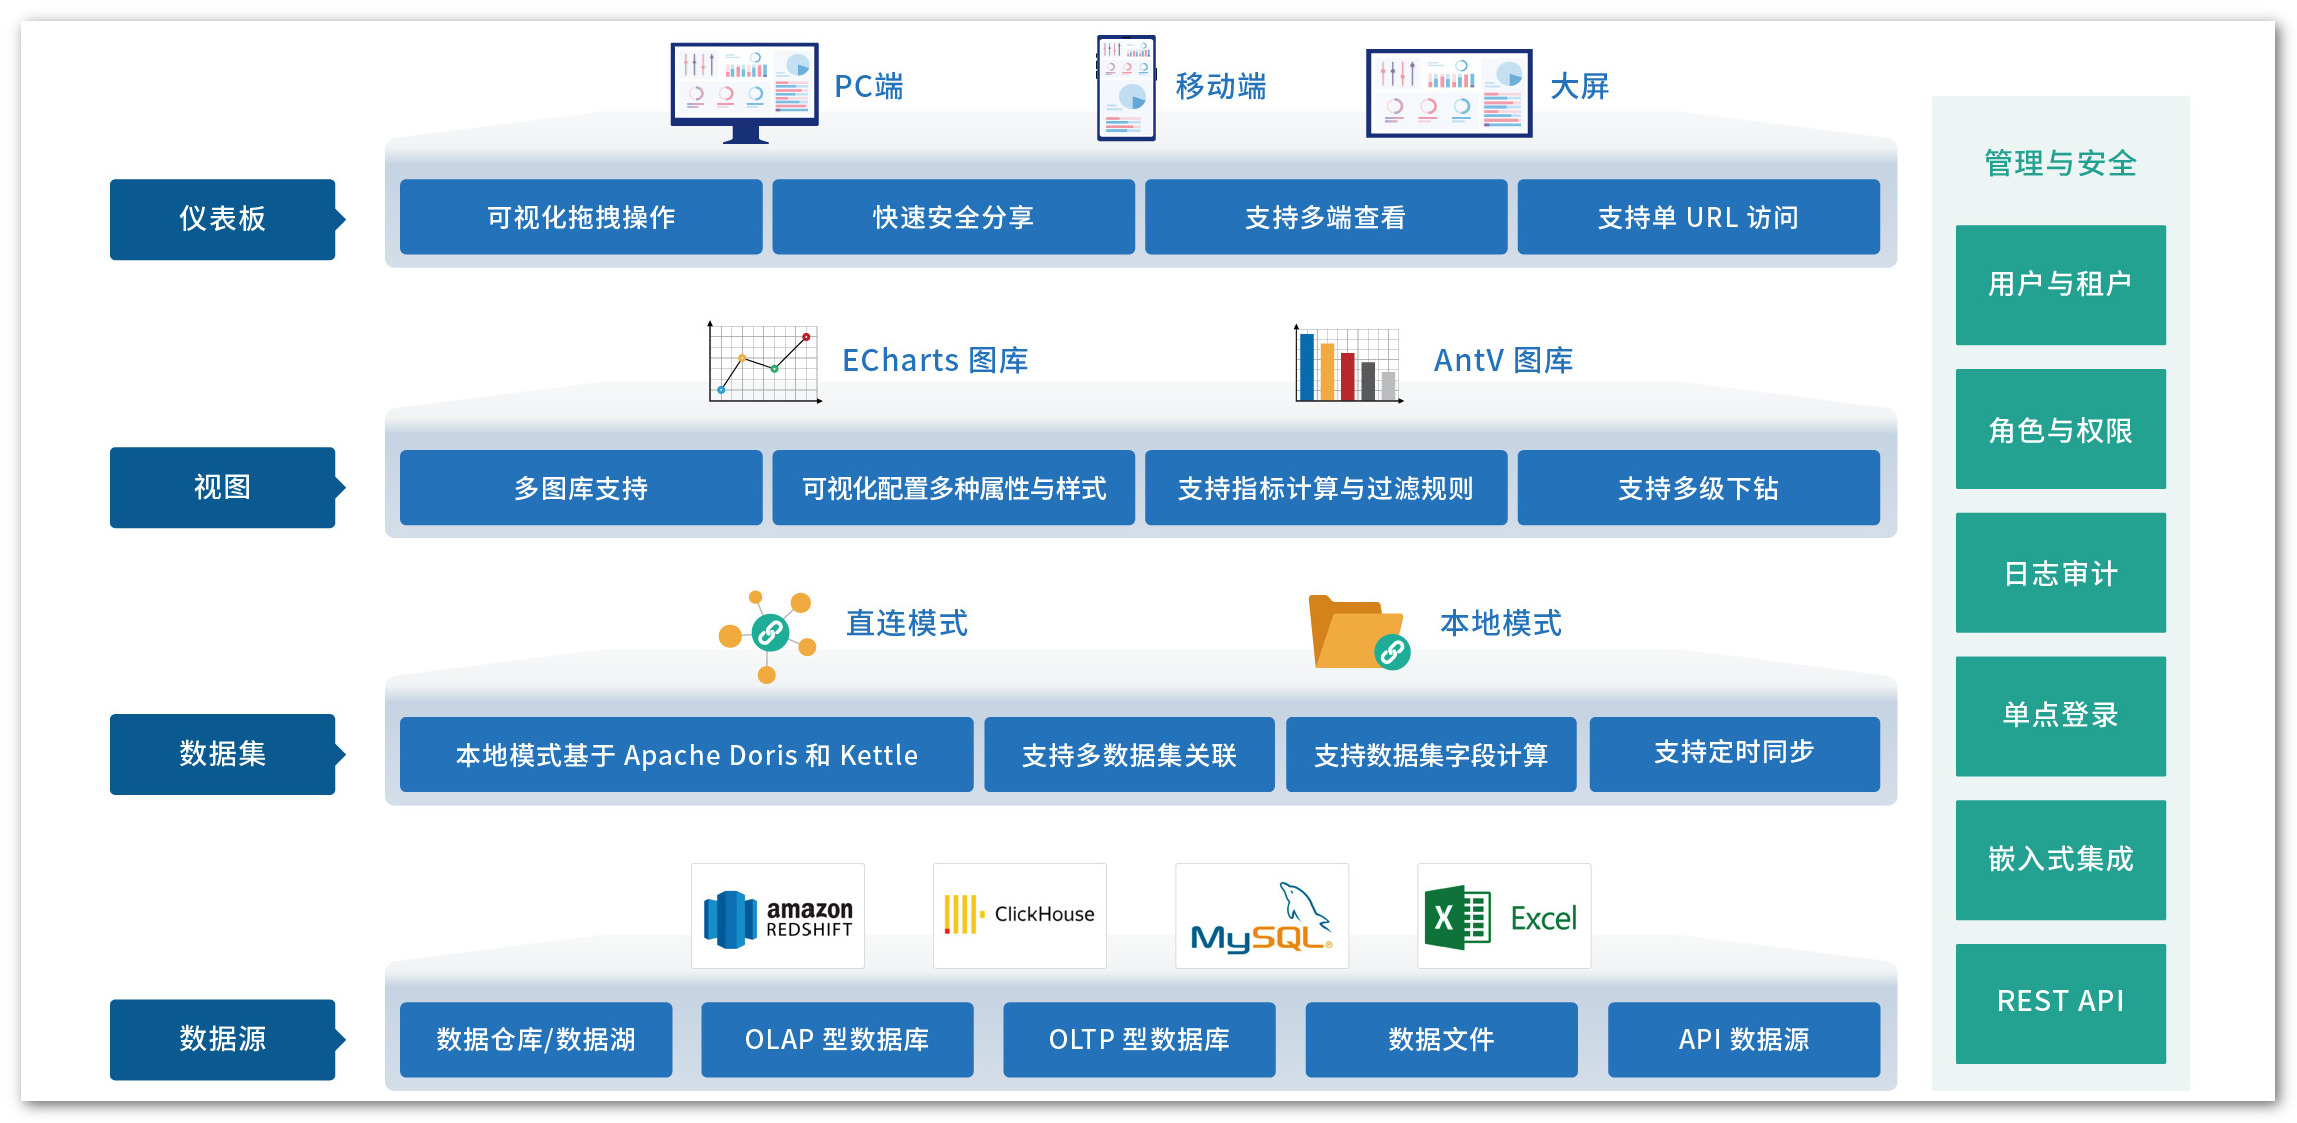 PC端
移动端
大屏
仪表板
可视化拖拽操作
快速安全分享
支持多端查看
支持单 URL 访问
ECharts 图库
AntV 图库
视图
多图库支持
可视化配置多种属性与样式
支持指标计算与过滤规则
支持多级下钻
直连模式
本地模式
数据集
本地模式基于 Apache Doris 和 Kettle
支持多数据集关联
支持数据集字段计算
支持定时同步
amazon
REDSHIFT
ClickHouse
MySQL®
X
Excel
数据源
数据仓库/数据湖
OLAP 型数据库
OLTP 型数据库
数据文件
API 数据源
管理与安全
用户与租户
角色与权限
日志审计
单点登录
嵌入式集成
REST API